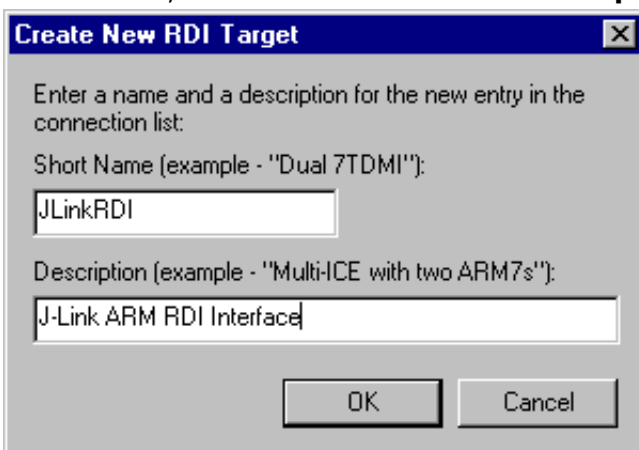 Create New RDI Target
Enter a name and a description for the new entry in the
connection list:
Short Name (example - "Dual 7TDMI"):
JLinkRDI
Description (example - "Multi-ICE with two ARM7s"):
J-Link ARM RDI Interface
OK Cancel